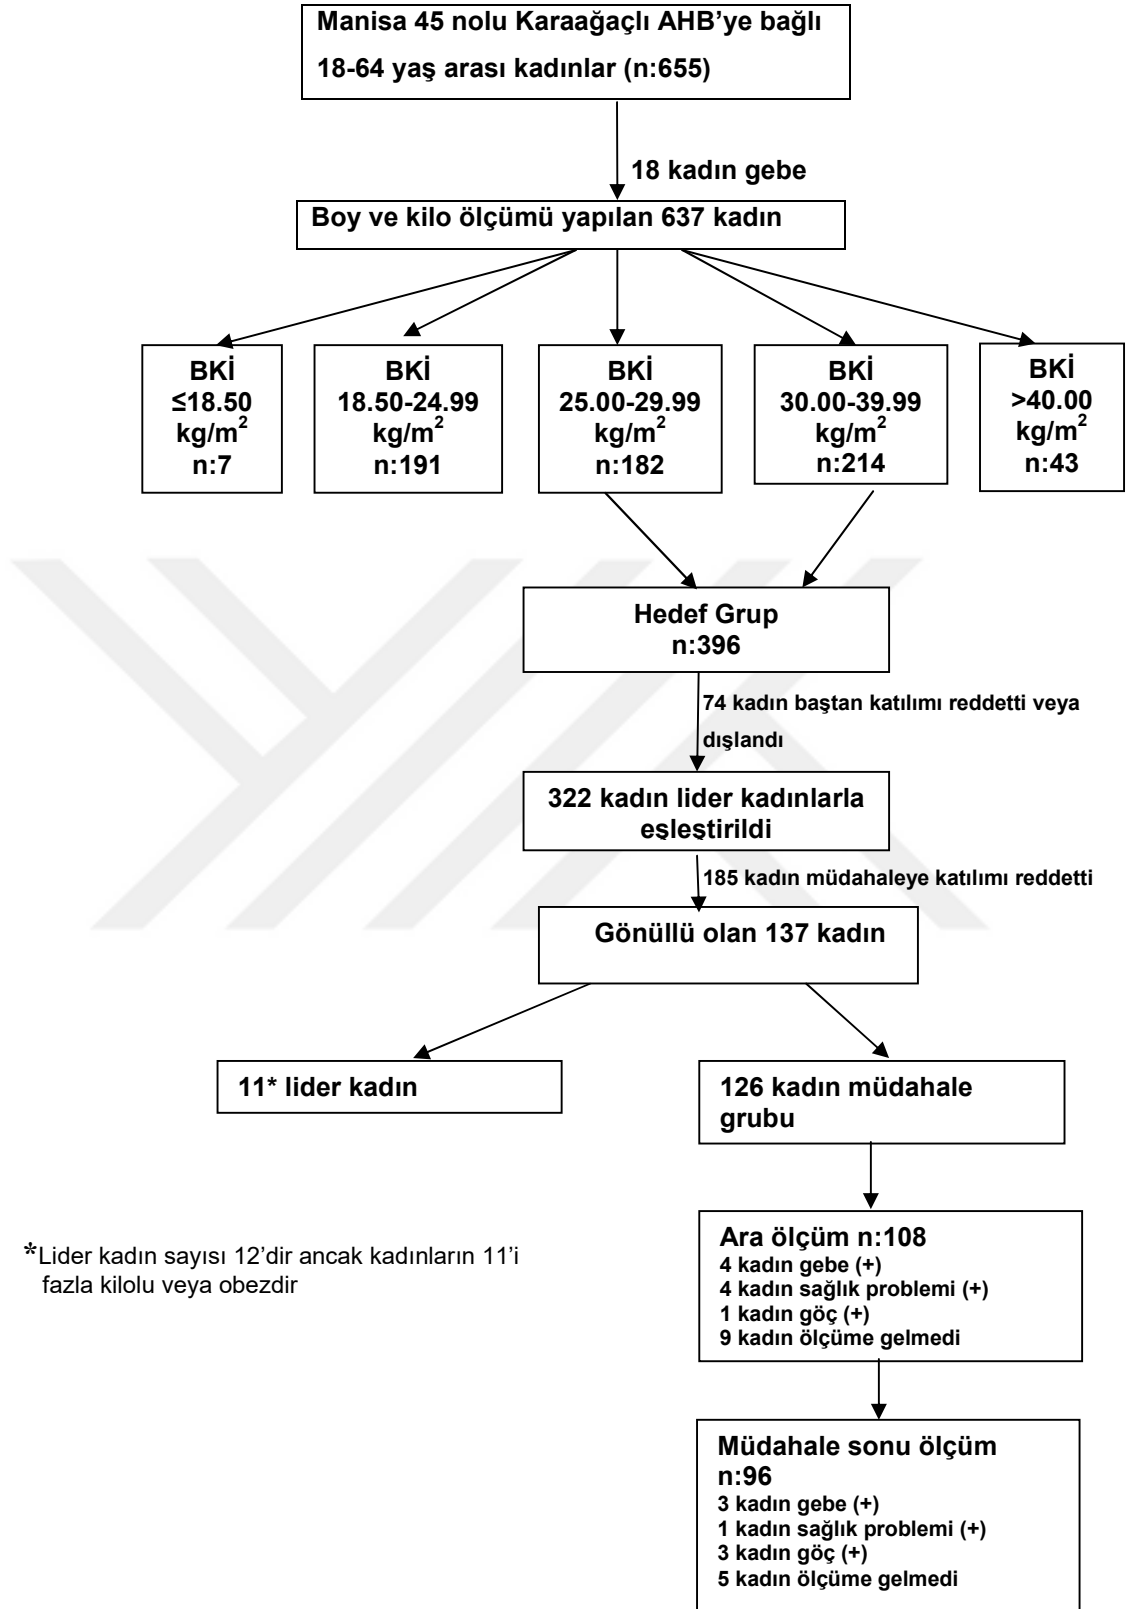 Manisa 45 nolu Karaağaçlı AHB’ye bağlı
18-64 yaş arası kadınlar (n:655)
18 kadın gebe
Boy ve kilo ölçümü yapılan 637 kadın
BKİ
≤18.50
kg/m²
n:7
BKİ
18.50-24.99
kg/m²
n:191
BKİ
25.00-29.99
kg/m²
n:182
BKİ
30.00-39.99
kg/m²
n:214
BKİ
>40.00
kg/m²
n:43
Hedef Grup
n:396
74 kadın baştan katılımı reddetti veya
dışlandı
322 kadın lider kadınlarla
eşleştirildi
185 kadın müdahaleye katılımı reddetti
Gönüllü olan 137 kadın
11* lider kadın
126 kadın müdahale
grubu
Ara ölçüm n:108
4 kadın gebe (+)
4 kadın sağlık problemi (+)
1 kadın göç (+)
9 kadın ölçüme gelmedi
*Lider kadın sayısı 12’dir ancak kadınların 11’i
fazla kilolu veya obezdir
Müdahale sonu ölçüm
n:96
3 kadın gebe (+)
1 kadın sağlık problemi (+)
3 kadın göç (+)
5 kadın ölçüme gelmedi